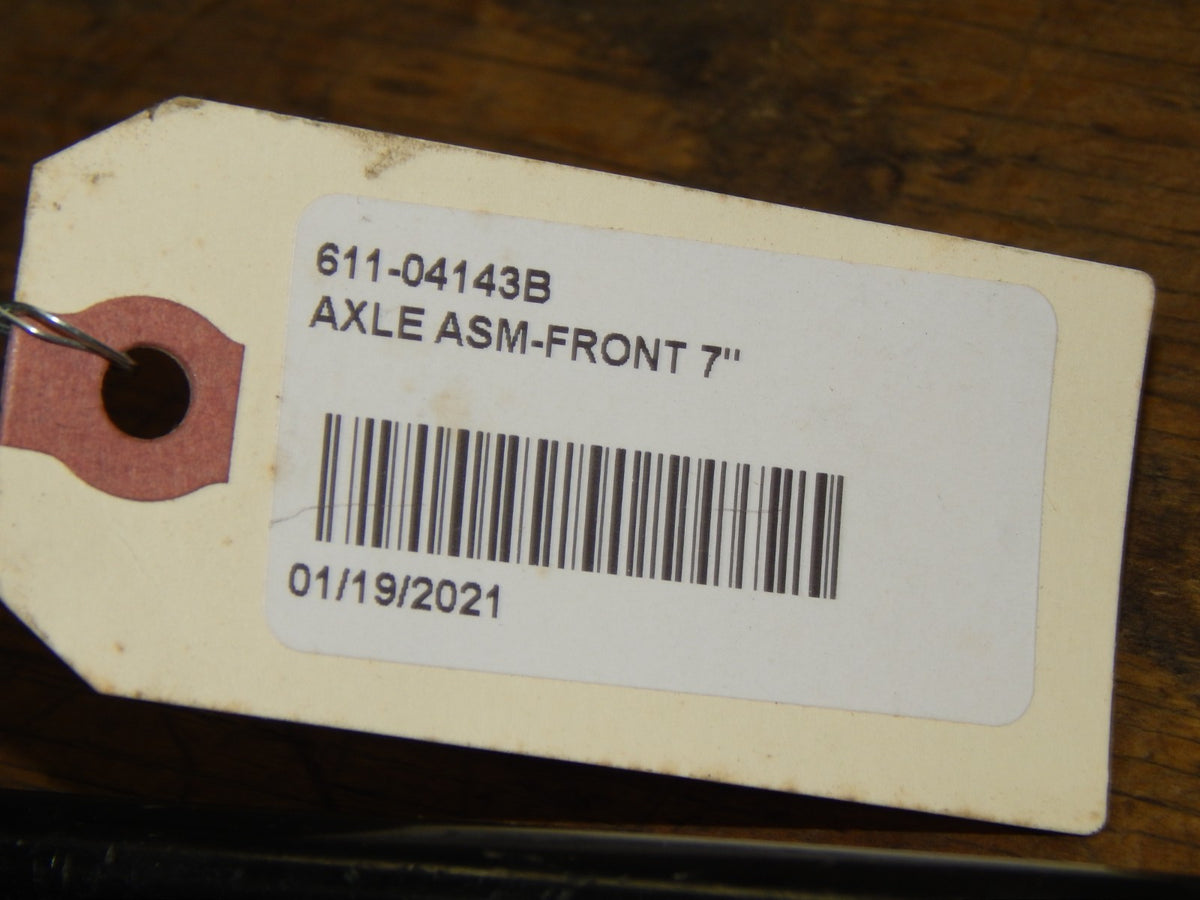 611-04143B
AXLE ASM-FRONT 7"
01/19/2021